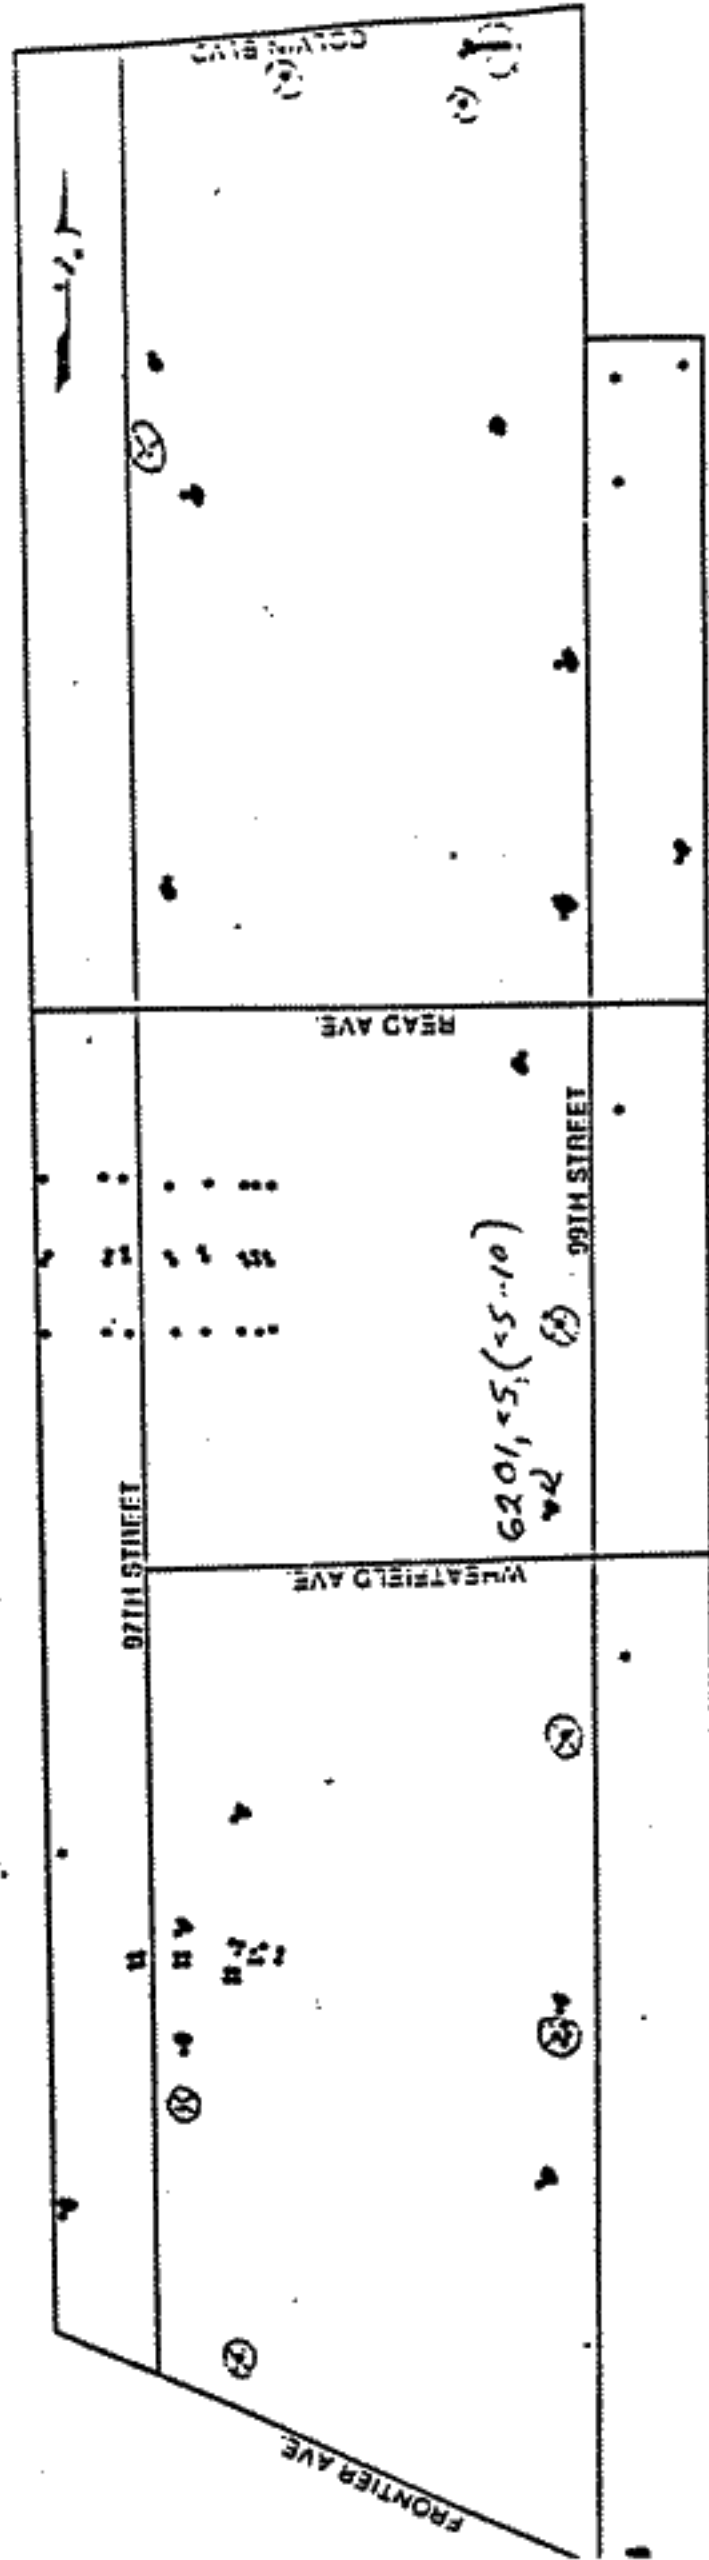 COLVIN BLVD
READ AVE.
99TH STREET
6201, <5, (<5-10)
97TH STREET
WHEATFIELD AVE.
FRONTIER AVE.